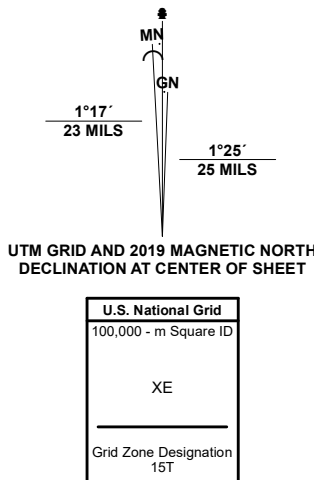 MN
GN
1°17´
23 MILS
1°25´
25 MILS
UTM GRID AND 2019 MAGNETIC NORTH
DECLINATION AT CENTER OF SHEET
U.S. National Grid
100,000 - m Square ID
XE
Grid Zone Designation
15T